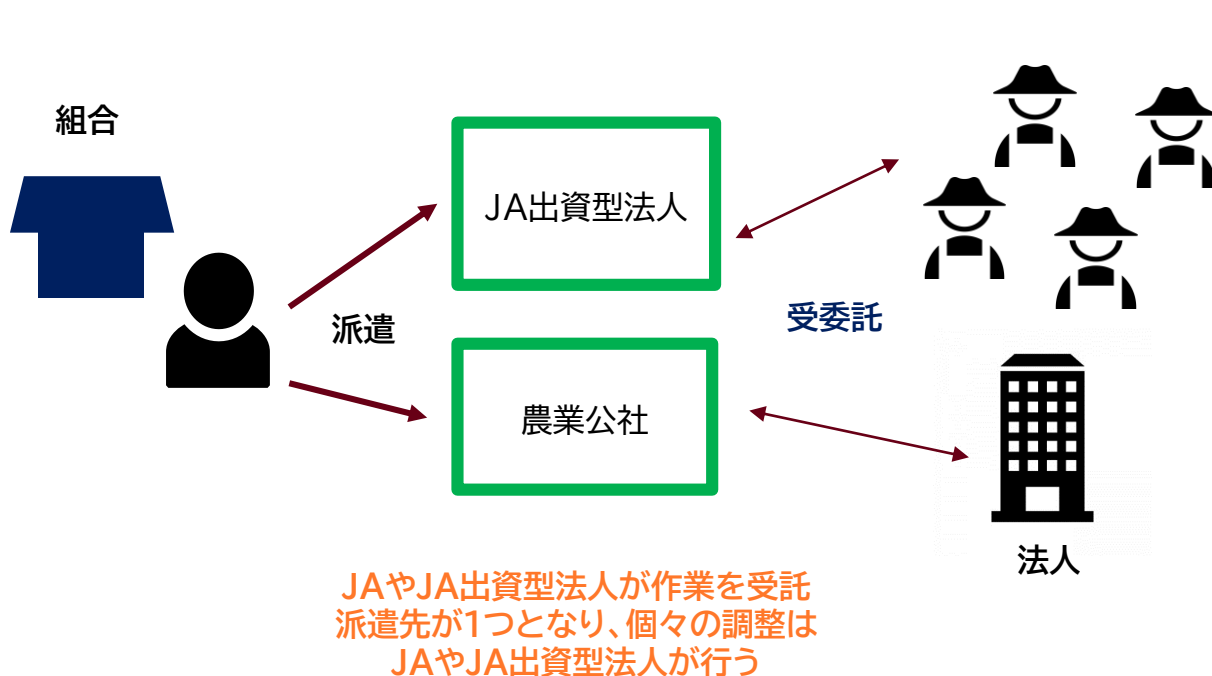 組合
JA出資型法人
派遣
受委託
農業公社
法人
JAやJA出資型法人が作業を受託
派遣先が1つとなり、個々の調整は
JAやJA出資型法人が行う